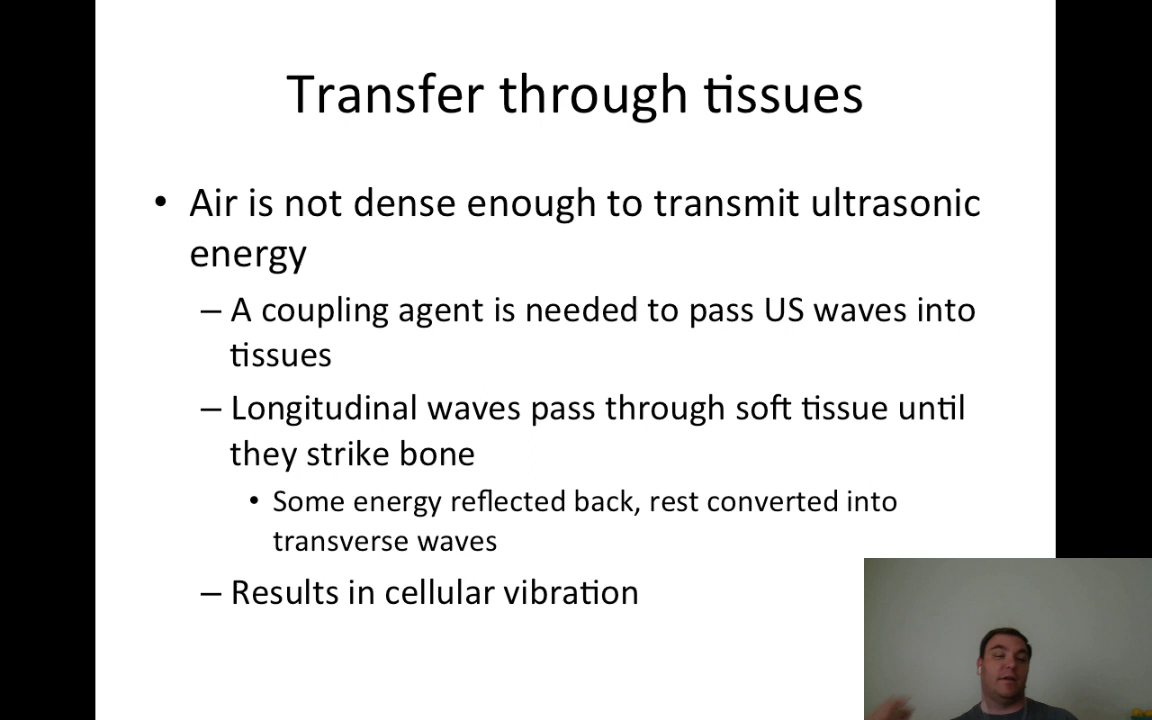 Transfer through tissues
• Air is not dense enough to transmit ultrasonic
energy
– A coupling agent is needed to pass US waves into
tissues
– Longitudinal waves pass through soft tissue until
they strike bone
• Some energy reflected back, rest converted into
transverse waves
– Results in cellular vibration